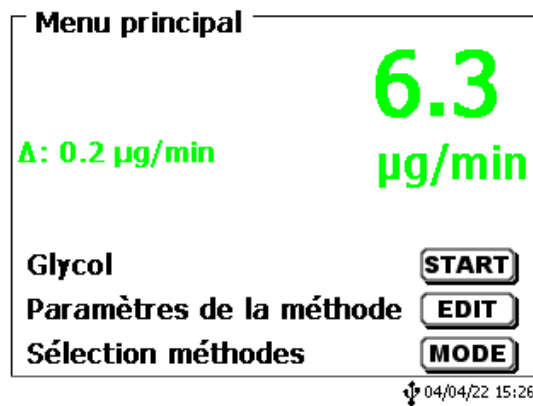 Menu principal
6.3
Δ: 0.2 µg/min
µg/min
Glycol START
Paramètres de la méthode EDIT
Sélection méthodes MODE
04/04/22 15:26